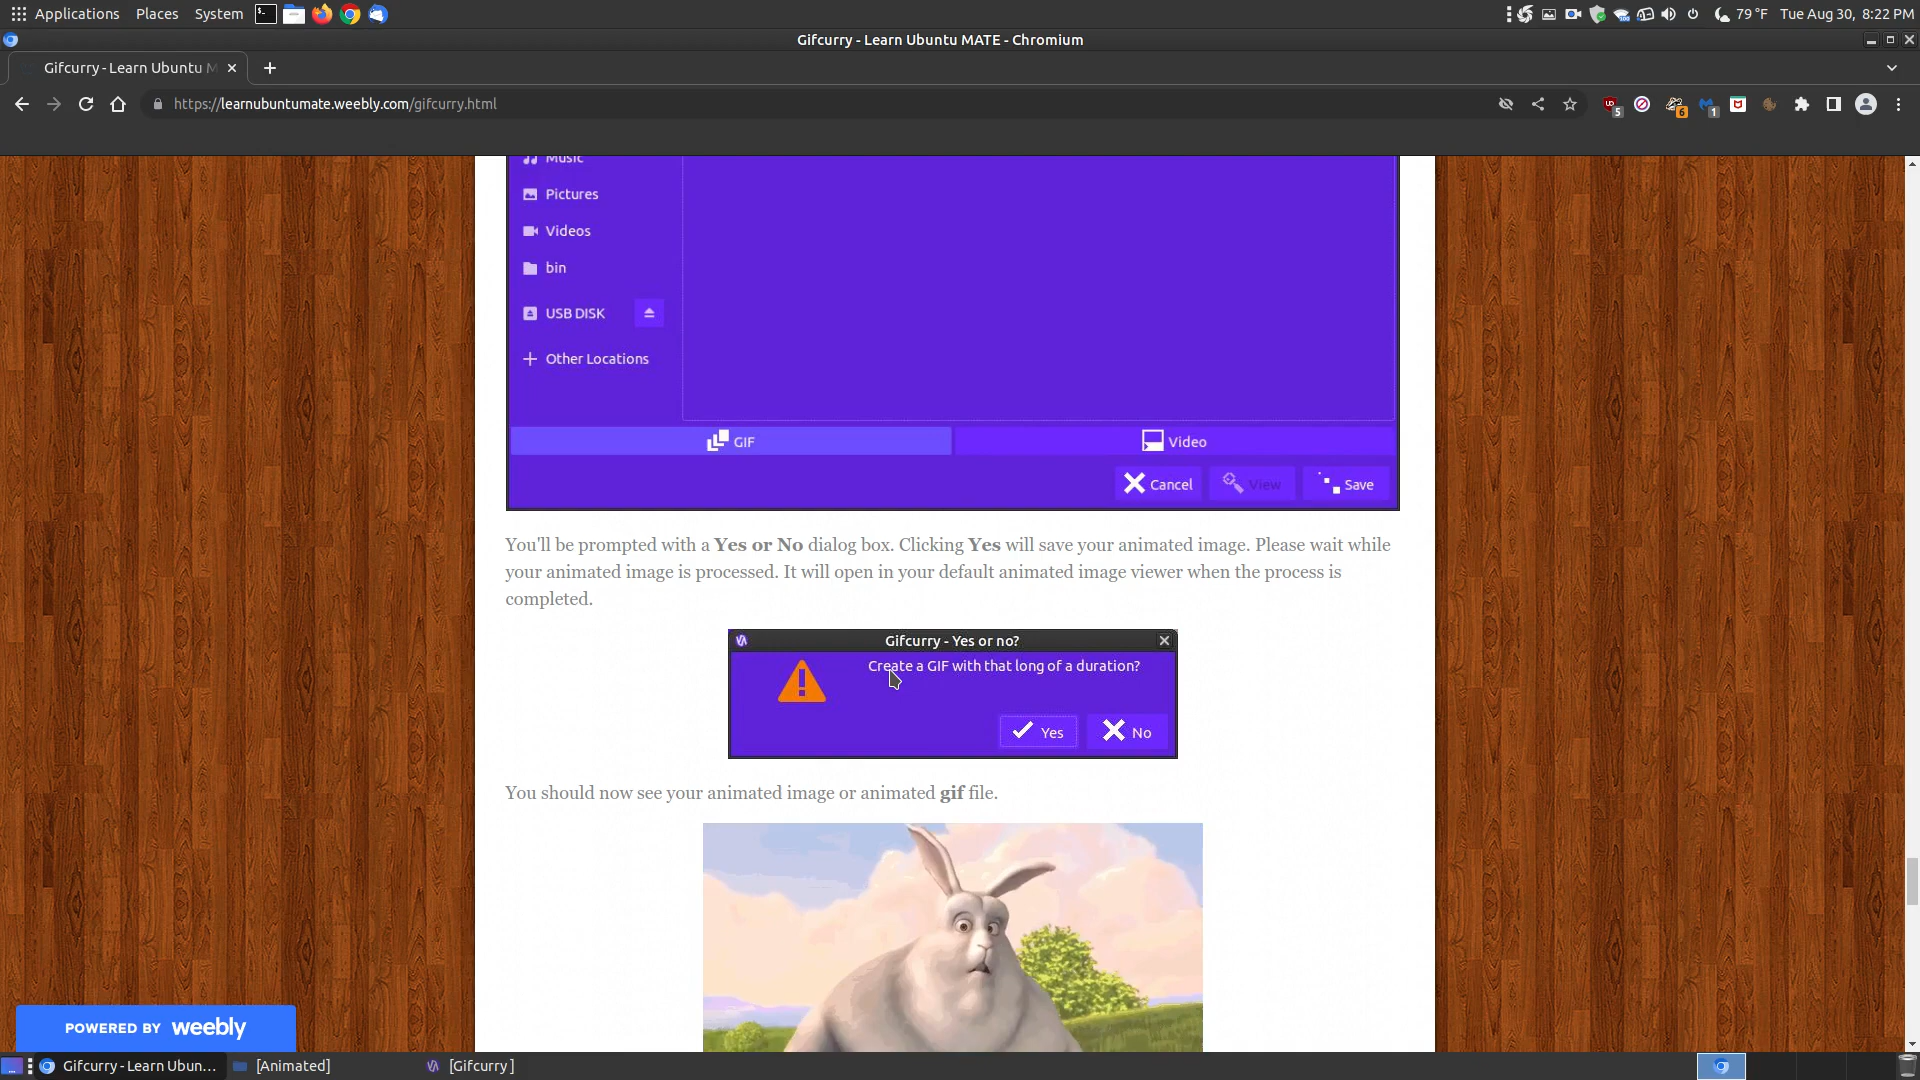 Applications Places System 79 °F Tue Aug 30, 8:22 PM
Gifcurry - Learn Ubuntu MATE - Chromium
Gifcurry - Learn Ubuntu M
https://learnubuntumate.weebly.com/gifcurry.html 5 6 1
Music
Pictures
Videos
bin
USB DISK
Other Locations
GIF Video
Cancel View Save
You'll be prompted with a Yes or No dialog box. Clicking Yes will save your animated image. Please wait while
your animated image is processed. It will open in your default animated image viewer when the process is
completed.
Gifcurry - Yes or no?
Create a GIF with that long of a duration?
Yes No
You should now see your animated image or animated gif file.
POWERED BY weebly
Gifcurry - Learn Ubun... [Animated] [Gifcurry ]